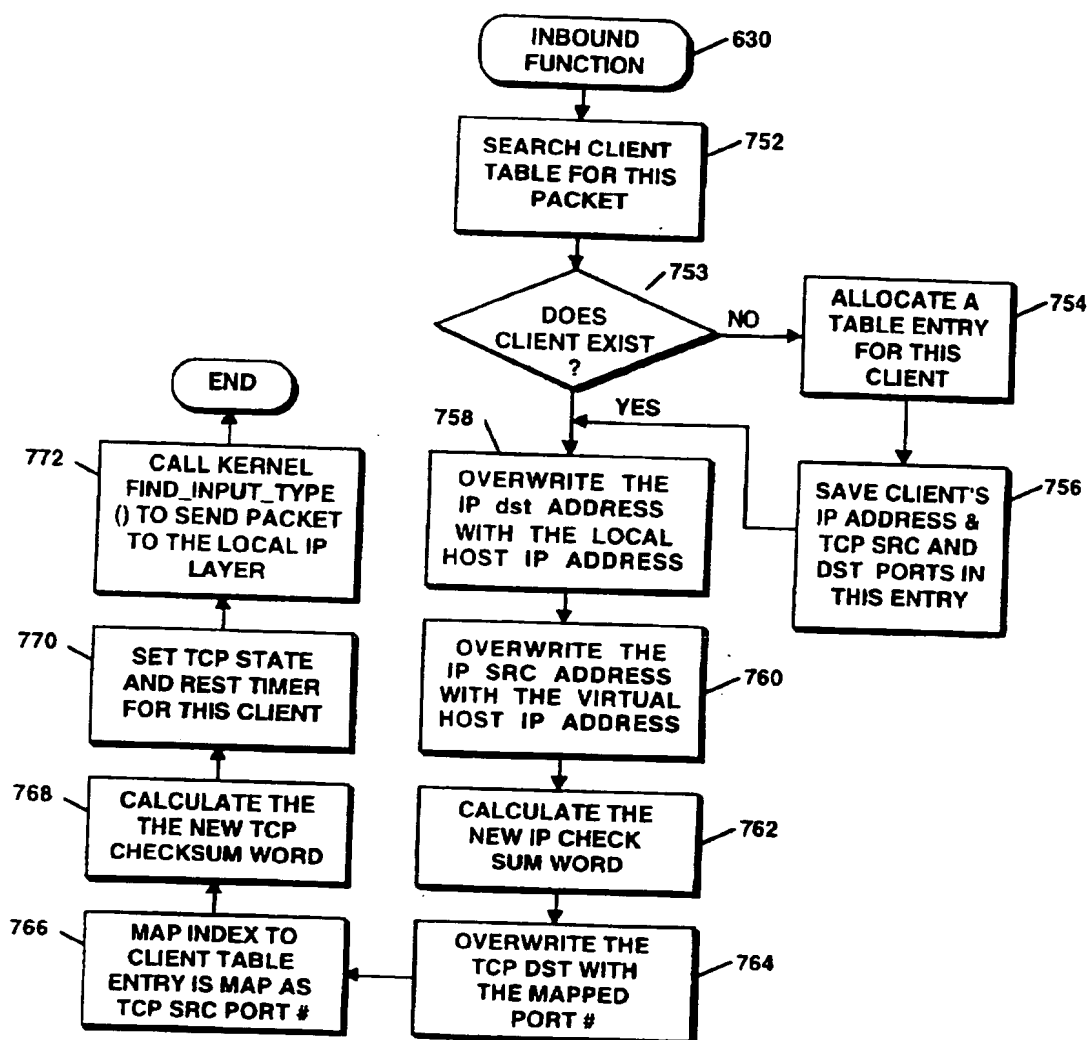 INBOUND
FUNCTION
630
SEARCH CLIENT
TABLE FOR THIS
PACKET
752
DOES
CLIENT EXIST
?
753
NO
YES
ALLOCATE A
TABLE ENTRY
FOR THIS
CLIENT
754
SAVE CLIENT'S
IP ADDRESS &
TCP SRC AND
DST PORTS IN
THIS ENTRY
756
758
OVERWRITE THE
IP dst ADDRESS
WITH THE LOCAL
HOST IP ADDRESS
OVERWRITE THE
IP SRC ADDRESS
WITH THE VIRTUAL
HOST IP ADDRESS
760
CALCULATE THE
NEW IP CHECK
SUM WORD
762
OVERWRITE THE
TCP DST WITH
THE MAPPED
PORT #
764
766
MAP INDEX TO
CLIENT TABLE
ENTRY IS MAP AS
TCP SRC PORT #
768
CALCULATE THE
THE NEW TCP
CHECKSUM WORD
770
SET TCP STATE
AND REST TIMER
FOR THIS CLIENT
772
CALL KERNEL
FIND_INPUT_TYPE
() TO SEND PACKET
TO THE LOCAL IP
LAYER
END